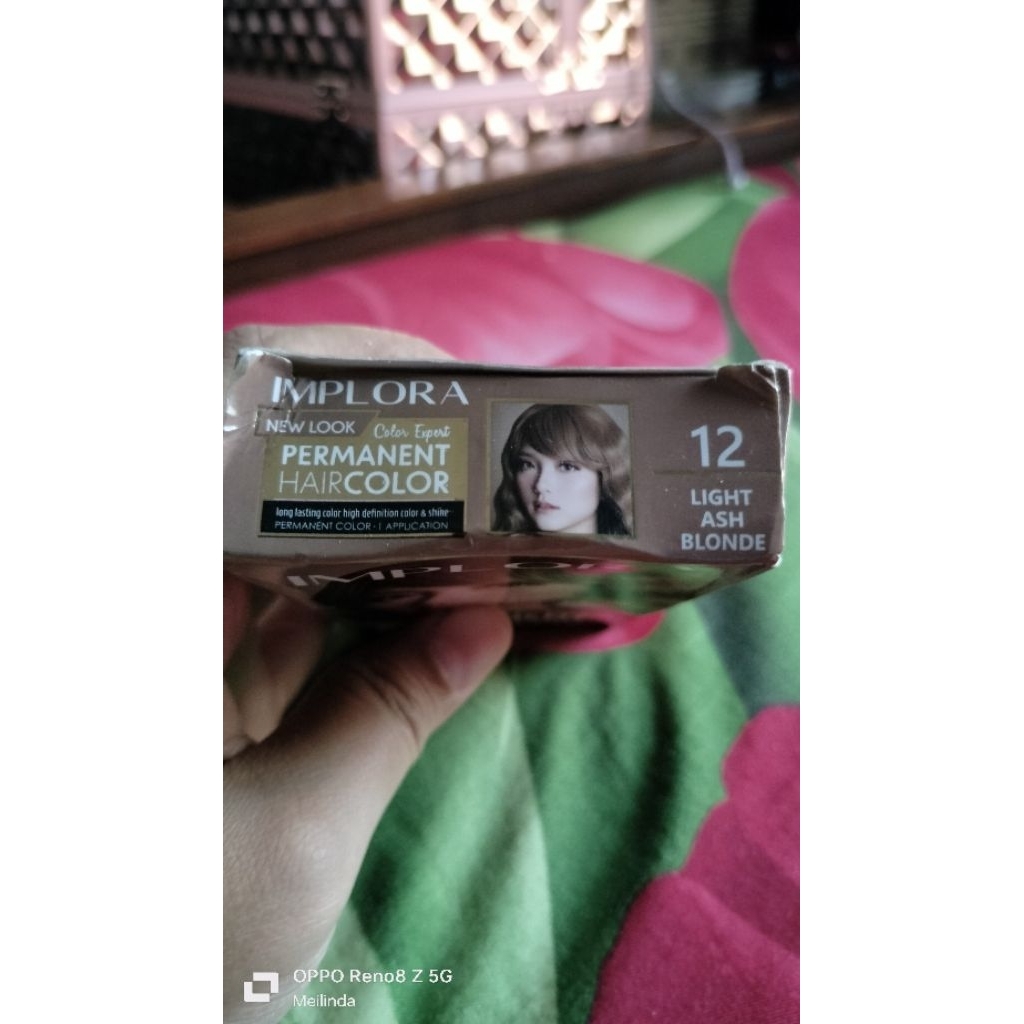 IMPLORA
NEW LOOK Color Expert
PERMANENT
HAIRCOLOR
long lasting color high definition color & shine
PERMANENT COLOR · 1 APPLICATION
12
LIGHT
ASH
BLONDE
IMPLORA
OPPO Reno8 Z 5G
Meilinda